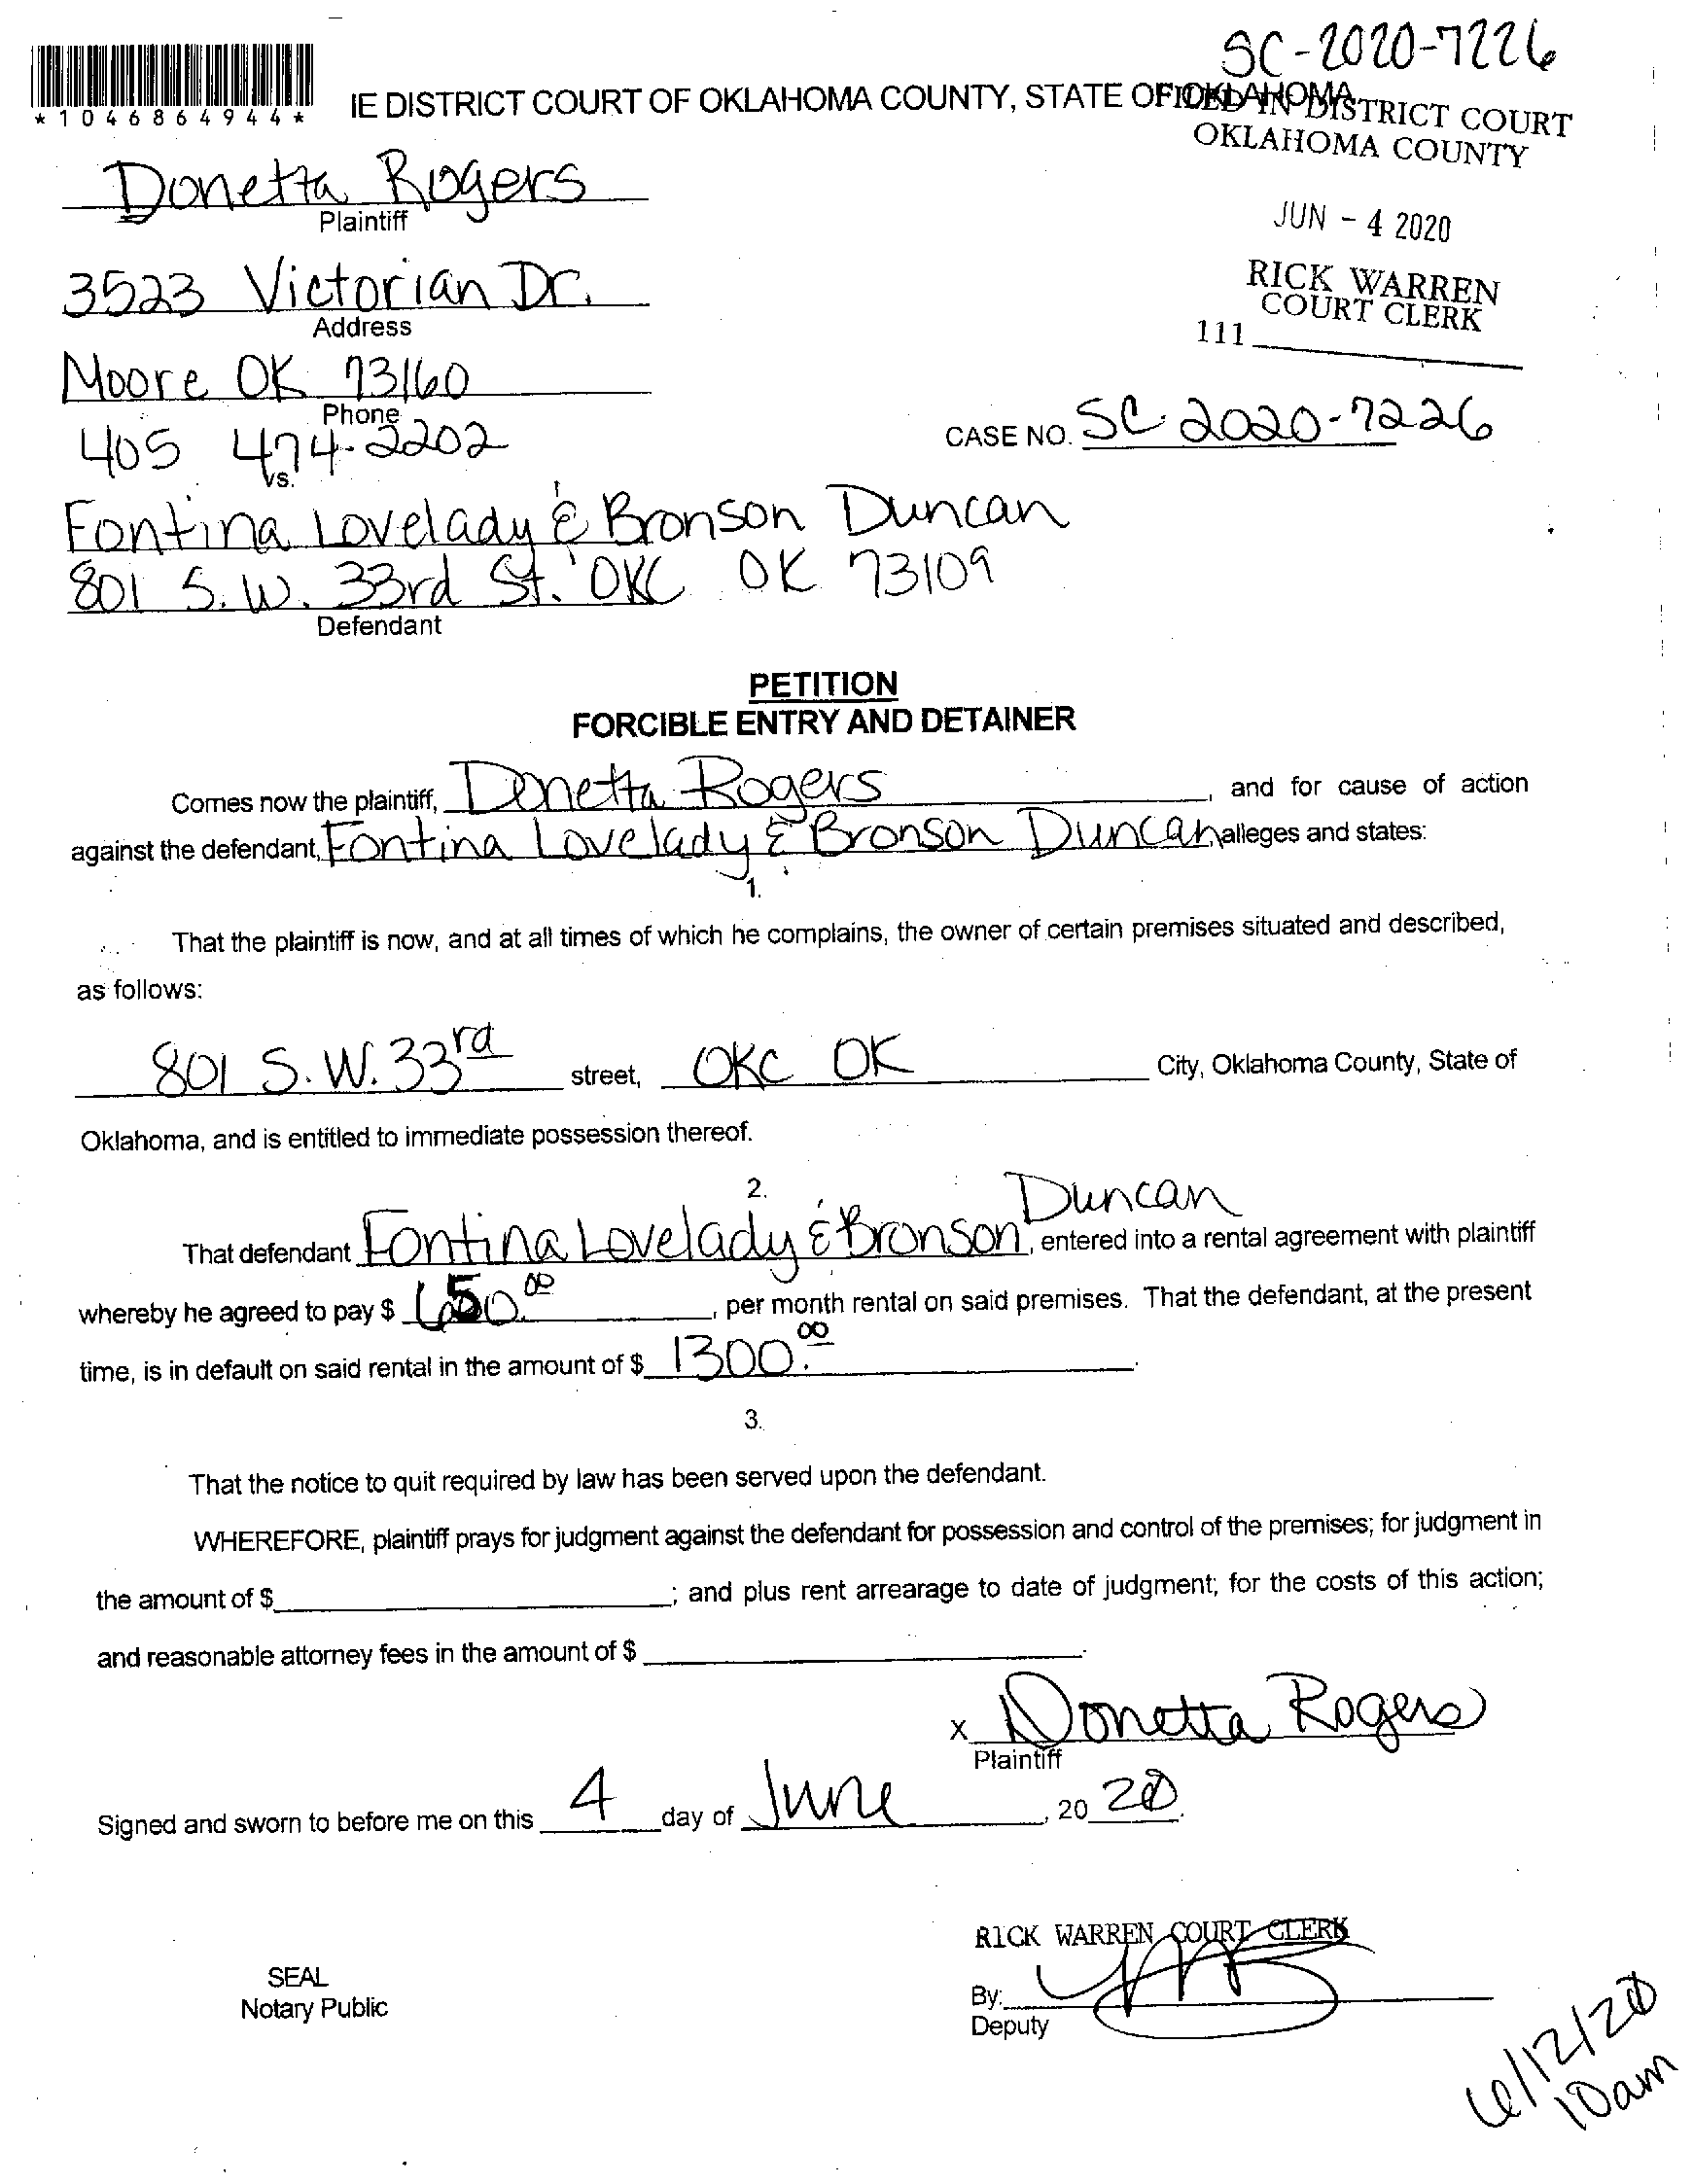 SC-2020-7226
*1046864944*
IE DISTRICT COURT OF OKLAHOMA COUNTY, STATE OF OKLAHOMA
FILED IN DISTRICT COURT
OKLAHOMA COUNTY
Donetta Rogers
Plaintiff
JUN - 4 2020
3523 Victorian Dr.
Address
RICK WARREN
COURT CLERK
111
Moore OK 73160
Phone
405 474-2202
CASE NO. SC-2020-7226
vs.
Fontina Lovelady & Bronson Duncan
801 S.W. 33rd St. OKC OK 73109
Defendant
PETITION
FORCIBLE ENTRY AND DETAINER
Comes now the plaintiff, Donetta Rogers, and for cause of action
against the defendant, Fontina Lovelady & Bronson Duncan alleges and states:
1.
That the plaintiff is now, and at all times of which he complains, the owner of certain premises situated and described,
as follows:
801 S.W. 33rd street, OKC OK City, Oklahoma County, State of
Oklahoma, and is entitled to immediate possession thereof.
2.
That defendant Fontina Lovelady & Bronson Duncan, entered into a rental agreement with plaintiff
whereby he agreed to pay $ 650.00, per month rental on said premises. That the defendant, at the present
time, is in default on said rental in the amount of $ 1300.00.
3.
That the notice to quit required by law has been served upon the defendant.
WHEREFORE, plaintiff prays for judgment against the defendant for possession and control of the premises; for judgment in
the amount of $ ; and plus rent arrearage to date of judgment; for the costs of this action;
and reasonable attorney fees in the amount of $ .
x Donetta Rogers
Plaintiff
Signed and sworn to before me on this 4 day of June, 20 20.
RICK WARREN COURT CLERK
SEAL
Notary Public
By:
Deputy
6/12/20
10am